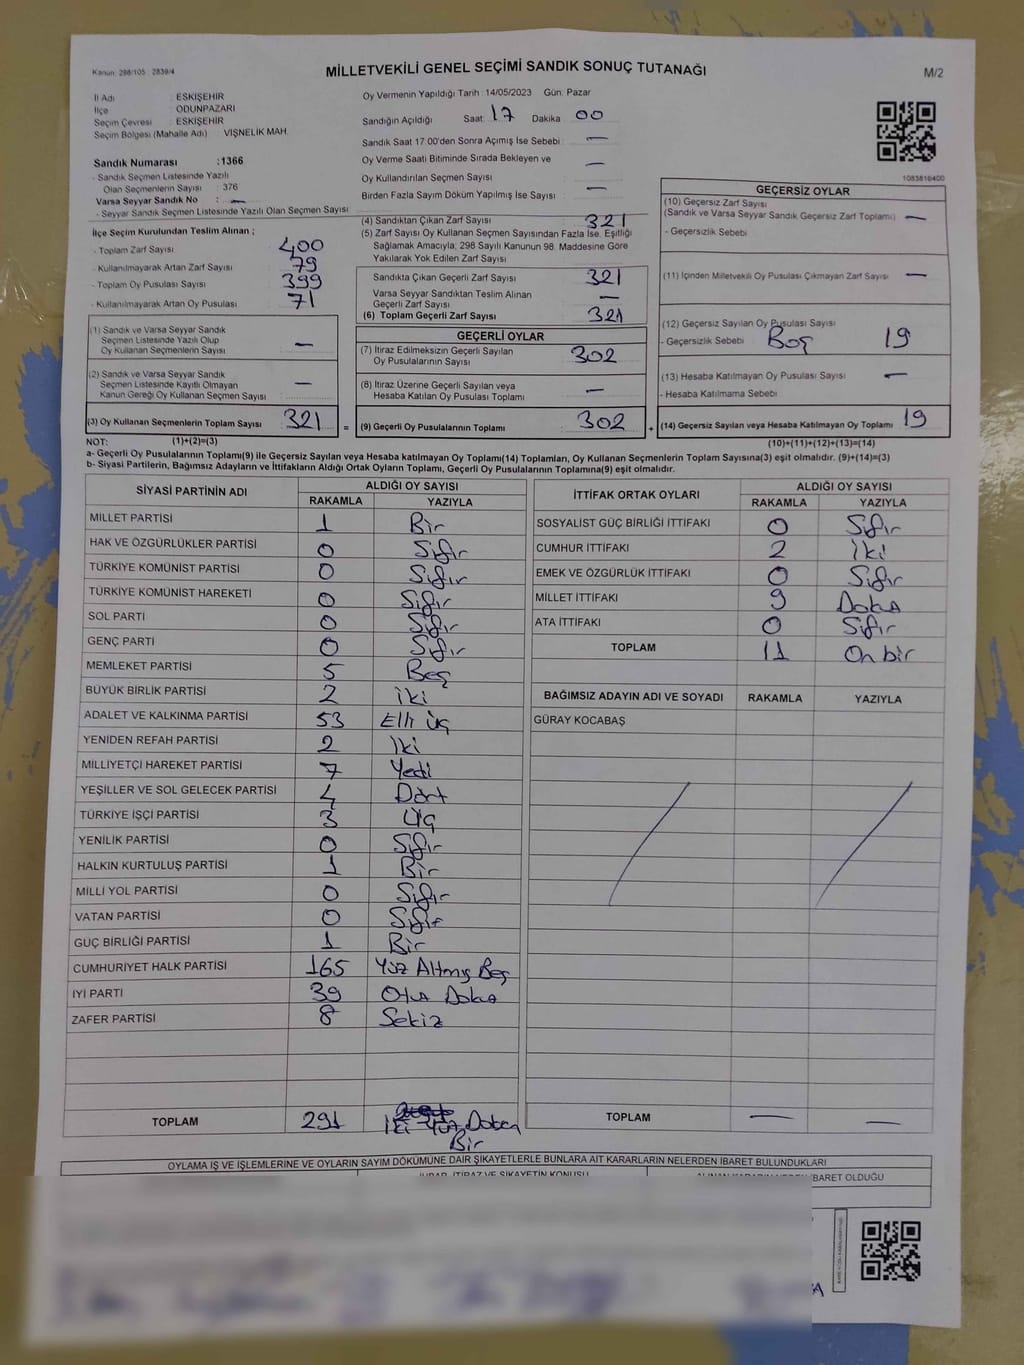 Kanun: 298/105 2839/4
MİLLETVEKİLİ GENEL SEÇİMİ SANDIK SONUÇ TUTANAĞI
M/2
İl Adı : ESKİŞEHİR
İlçe : ODUNPAZARI
Seçim Çevresi : ESKİŞEHİR
Seçim Bölgesi (Mahalle Adı) : VİŞNELİK MAH.
Sandık Numarası : 1366
- Sandık Seçmen Listesinde Yazılı
Olan Seçmenlerin Sayısı : 376
Varsa Seyyar Sandık No : —
- Seyyar Sandık Seçmen Listesinde Yazılı Olan Seçmen Sayısı
İlçe Seçim Kurulundan Teslim Alınan ;
- Toplam Zarf Sayısı : 400
- Kullanılmayarak Artan Zarf Sayısı : 79
- Toplam Oy Pusulası Sayısı : 399
- Kullanılmayarak Artan Oy Pusulası : 71
(1) Sandık ve Varsa Seyyar Sandık
Seçmen Listesinde Yazılı Olup
Oy Kullanan Seçmenlerin Sayısı : —
(2) Sandık ve Varsa Seyyar Sandık
Seçmen Listesinde Kayıtlı Olmayan
Kanun Gereği Oy Kullanan Seçmen Sayısı : —
(3) Oy Kullanan Seçmenlerin Toplam Sayısı 321 =
Oy Vermenin Yapıldığı Tarih : 14/05/2023 Gün: Pazar
Sandığın Açıldığı Saat: 17 Dakika 00
Sandık Saat 17.00'den Sonra Açımış İse Sebebi : —
Oy Verme Saati Bitiminde Sırada Bekleyen ve
Oy Kullandırılan Seçmen Sayısı : —
Birden Fazla Sayım Döküm Yapılmış İse Sayısı : —
(4) Sandıktan Çıkan Zarf Sayısı : 321
(5) Zarf Sayısı Oy Kullanan Seçmen Sayısından Fazla İse, Eşitliği
Sağlamak Amacıyla; 298 Sayılı Kanunun 98. Maddesine Göre
Yakılarak Yok Edilen Zarf Sayısı :
Sandıkta Çıkan Geçerli Zarf Sayısı : 321
Varsa Seyyar Sandıktan Teslim Alınan
Geçerli Zarf Sayısı : —
(6) Toplam Geçerli Zarf Sayısı : 321
GEÇERLİ OYLAR
(7) İtiraz Edilmeksizin Geçerli Sayılan
Oy Pusulalarının Sayısı : 302
(8) İtiraz Üzerine Geçerli Sayılan veya
Hesaba Katılan Oy Pusulası Toplamı : —
(9) Geçerli Oy Pusulalarının Toplamı : 302 +
1083816400
GEÇERSİZ OYLAR
(10) Geçersiz Zarf Sayısı
(Sandık ve Varsa Seyyar Sandık Geçersiz Zarf Toplamı) : —
- Geçersizlik Sebebi
(11) İçinden Milletvekili Oy Pusulası Çıkmayan Zarf Sayısı : —
(12) Geçersiz Sayılan Oy Pusulası Sayısı
- Geçersizlik Sebebi Boş 19
(13) Hesaba Katılmayan Oy Pusulası Sayısı : —
- Hesaba Katılmama Sebebi
(14) Geçersiz Sayılan veya Hesaba Katılmayan Oy Toplamı 19
NOT: (1)+(2)=(3) (10)+(11)+(12)+(13)=(14)
a- Geçerli Oy Pusulalarının Toplamı(9) ile Geçersiz Sayılan veya Hesaba katılmayan Oy Toplamı(14) Toplamları, Oy Kullanan Seçmenlerin Toplam Sayısına(3) eşit olmalıdır. (9)+(14)=(3)
b- Siyasi Partilerin, Bağımsız Adayların ve İttifakların Aldığı Ortak Oyların Toplamı, Geçerli Oy Pusulalarının Toplamına(9) eşit olmalıdır.
SİYASİ PARTİNİN ADI ALDIĞI OY SAYISI
RAKAMLA YAZIYLA
MİLLET PARTİSİ 1 Bir
HAK VE ÖZGÜRLÜKLER PARTİSİ 0 Sıfır
TÜRKİYE KOMÜNİST PARTİSİ 0 Sıfır
TÜRKİYE KOMÜNİST HAREKETİ 0 Sıfır
SOL PARTİ 0 Sıfır
GENÇ PARTİ 0 Sıfır
MEMLEKET PARTİSİ 5 Beş
BÜYÜK BİRLİK PARTİSİ 2 İki
ADALET VE KALKINMA PARTİSİ 53 Elli üç
YENİDEN REFAH PARTİSİ 2 İki
MİLLİYETÇİ HAREKET PARTİSİ 7 Yedi
YEŞİLLER VE SOL GELECEK PARTİSİ 4 Dört
TÜRKİYE İŞÇİ PARTİSİ 3 Üç
YENİLİK PARTİSİ 0 Sıfır
HALKIN KURTULUŞ PARTİSİ 1 Bir
MİLLİ YOL PARTİSİ 0 Sıfır
VATAN PARTİSİ 0 Sıfır
GÜÇ BİRLİĞİ PARTİSİ 1 Bir
CUMHURİYET HALK PARTİSİ 165 Yüz Altmış Beş
İYİ PARTİ 39 Otuz Dokuz
ZAFER PARTİSİ 8 Sekiz
TOPLAM 291 İki Yüz Doksan
Bir
İTTİFAK ORTAK OYLARI ALDIĞI OY SAYISI
RAKAMLA YAZIYLA
SOSYALİST GÜÇ BİRLİĞİ İTTİFAKI 0 Sıfır
CUMHUR İTTİFAKI 2 İki
EMEK VE ÖZGÜRLÜK İTTİFAKI 0 Sıfır
MİLLET İTTİFAKI 9 Dokuz
ATA İTTİFAKI 0 Sıfır
TOPLAM 11 On bir
BAĞIMSIZ ADAYIN ADI VE SOYADI RAKAMLA YAZIYLA
GÜRAY KOCABAŞ
TOPLAM — —
OYLAMA İŞ VE İŞLEMLERİNE VE OYLARIN SAYIM DÖKÜMÜNE DAİR ŞİKAYETLERLE BUNLARA AİT KARARLARIN NELERDEN İBARET BULUNDUKLARI
İHBAR, İTİRAZ VE ŞİKAYETİN KONUSU
İBARET OLDUĞU